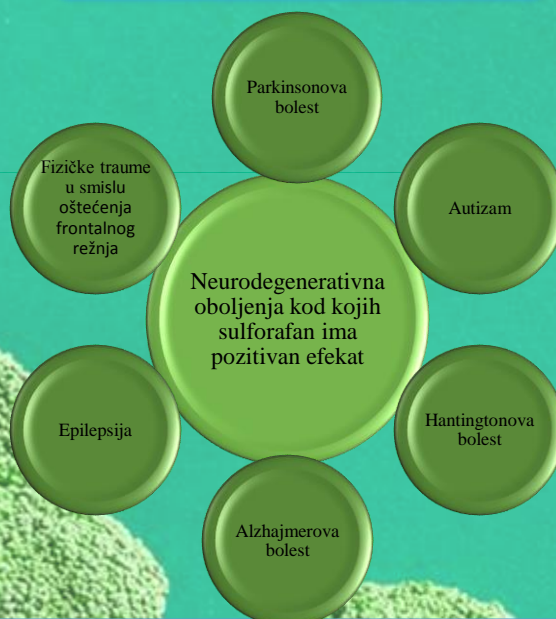 Parkinsonova
bolest
Fizičke traume
u smislu
oštećenja
frontalnog
režnja
Autizam
Neurodegenerativna
oboljenja kod kojih
sulforafan ima
pozitivan efekat
Epilepsija
Hantingtonova
bolest
Alzhajmerova
bolest